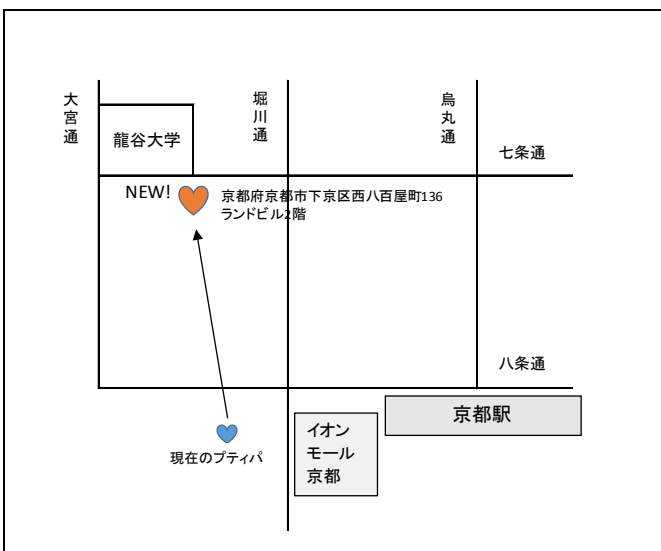 大宮通
堀川通
烏丸通
龍谷大学
七条通
NEW!
京都府京都市下京区西八百屋町136
ランドビル2階
八条通
京都駅
イオン
モール
京都
現在のプティパ